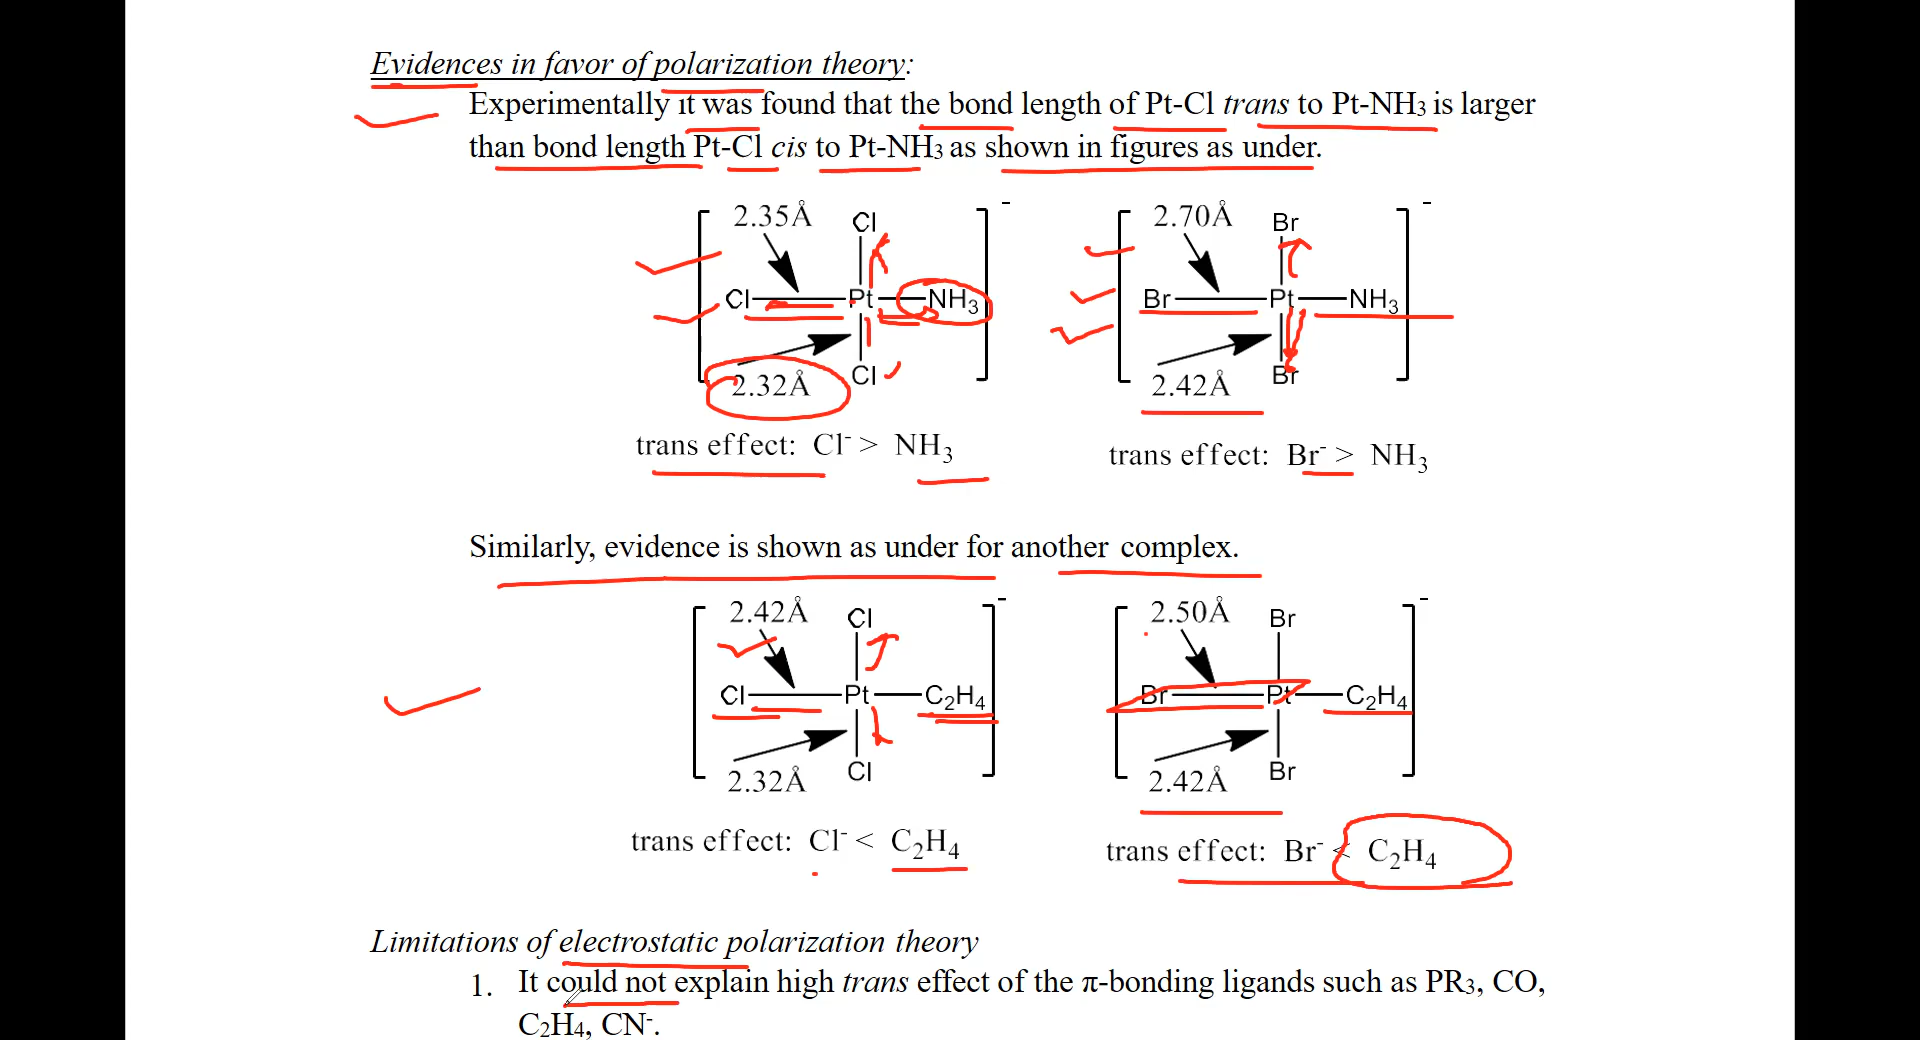 Evidences in favor of polarization theory:
Experimentally it was found that the bond length of Pt-Cl trans to Pt-NH3 is larger
than bond length Pt-Cl cis to Pt-NH3 as shown in figures as under.
2.35Å Cl -
Cl Pt NH3
2.32Å Cl
trans effect: Cl- > NH3
2.70Å Br -
Br Pt NH3
2.42Å Br
trans effect: Br- > NH3
Similarly, evidence is shown as under for another complex.
2.42Å Cl -
Cl Pt C2H4
2.32Å Cl
trans effect: Cl- < C2H4
2.50Å Br -
Br Pt C2H4
2.42Å Br
trans effect: Br- < C2H4
Limitations of electrostatic polarization theory
1. It could not explain high trans effect of the π-bonding ligands such as PR3, CO,
C2H4, CN-.